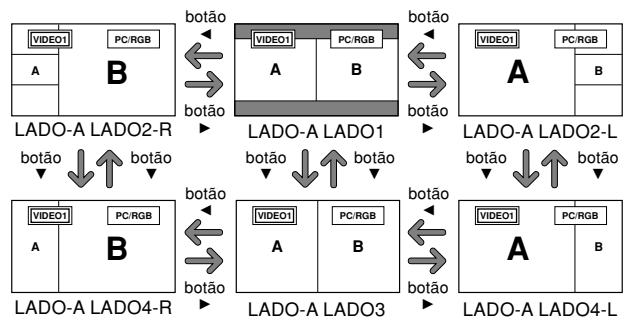 botão botão
◄ ◄
VIDEO1 PC/RGB VIDEO1 PC/RGB VIDEO1 PC/RGB
A B A B A B
botão botão
LADO-A LADO2-R ► LADO-A LADO1 ► LADO-A LADO2-L
botão botão botão botão botão botão
▼ ▼ ▼ ▼ ▼ ▼
botão botão
◄ ◄
VIDEO1 PC/RGB VIDEO1 PC/RGB VIDEO1 PC/RGB
A B A B A B
botão botão
LADO-A LADO4-R ► LADO-A LADO3 ► LADO-A LADO4-L